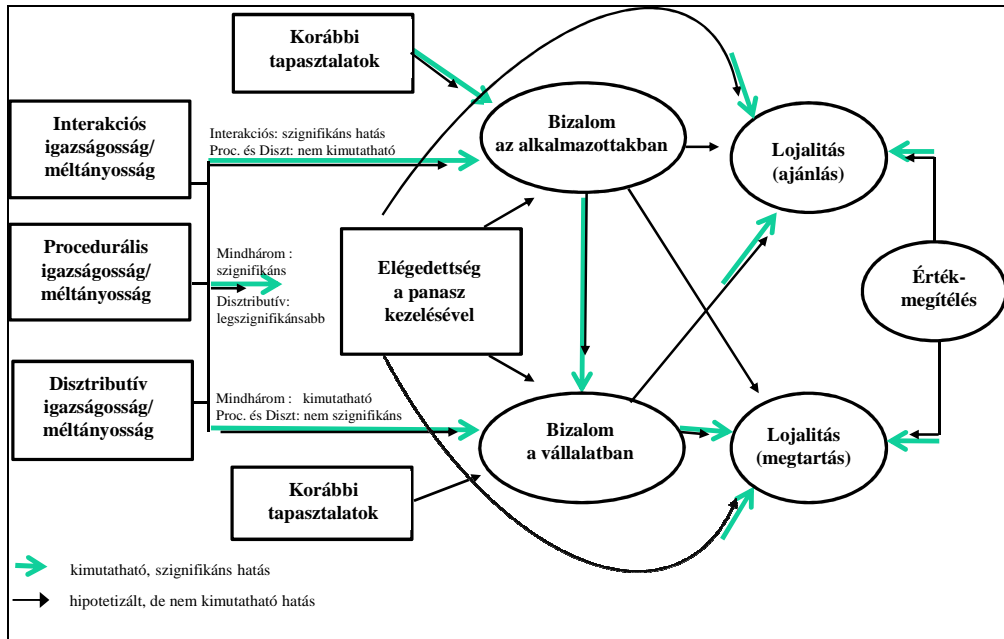 Korábbi
tapasztalatok
Interakciós
igazságosság/
méltányosság
Interakciós: szignifikáns hatás
Proc. és Diszt: nem kimutatható
Bizalom
az alkalmazottakban
Lojalitás
(ajánlás)
Procedurális
igazságosság/
méltányosság
Mindhárom :
szignifikáns
Disztributív:
legszignifikánsabb
Elégedettség
a panasz
kezelésével
Érték-
megítélés
Disztributív
igazságosság/
méltányosság
Mindhárom : kimutatható
Proc. és Diszt: nem szignifikáns
Bizalom
a vállalatban
Lojalitás
(megtartás)
Korábbi
tapasztalatok
kimutatható, szignifikáns hatás
hipotetizált, de nem kimutatható hatás